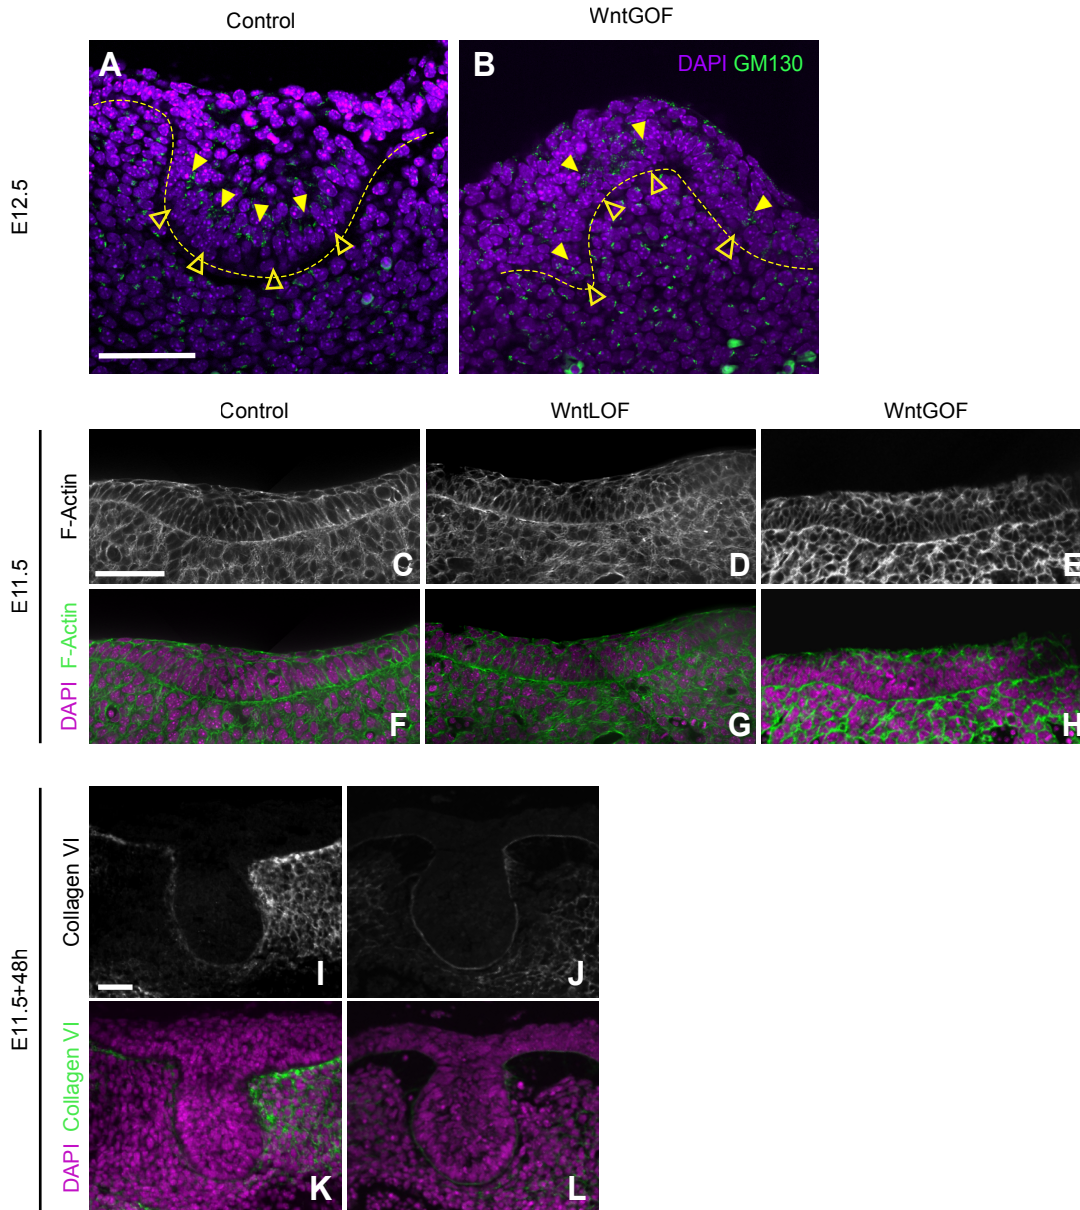 Control
WntGOF
E12.5
A
B
DAPI GM130
Control
WntLOF
WntGOF
E11.5
F-Actin
C
D
E
DAPI F-Actin
F
G
H
E11.5+48h
Collagen VI
I
J
DAPI Collagen VI
K
L